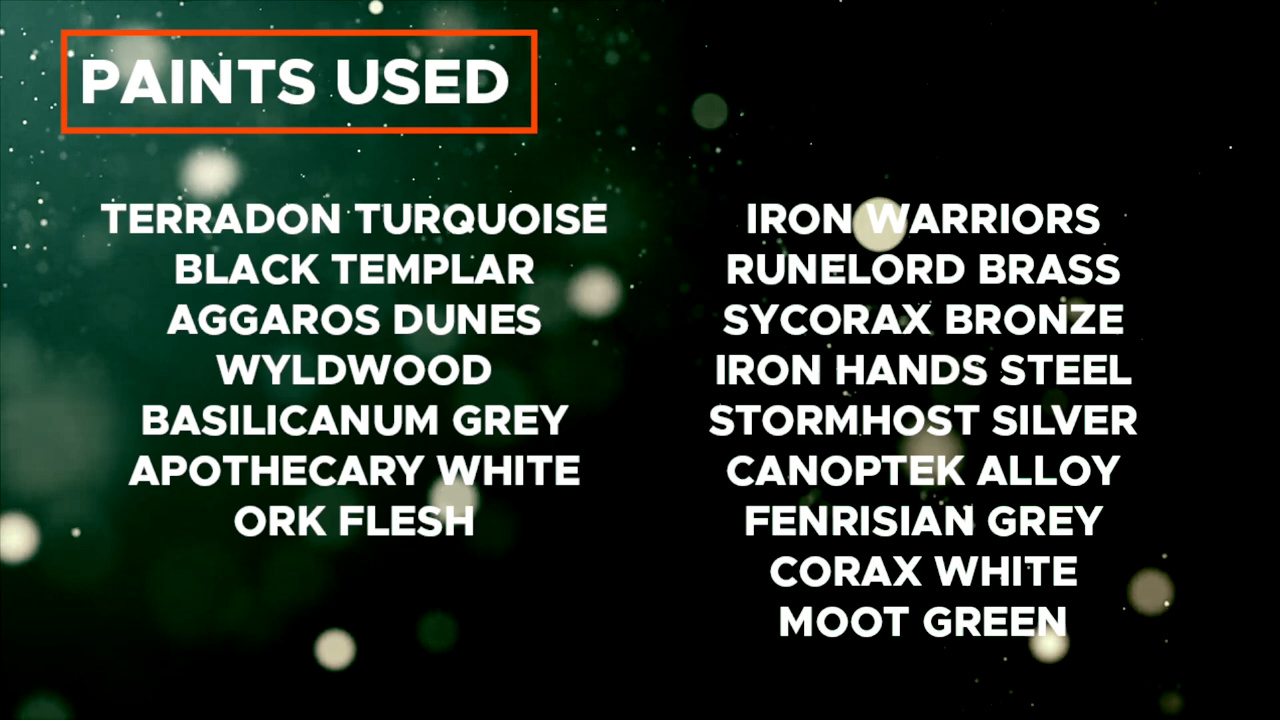 PAINTS USED
TERRADON TURQUOISE
BLACK TEMPLAR
AGGAROS DUNES
WYLDWOOD
BASILICANUM GREY
APOTHECARY WHITE
ORK FLESH
IRON WARRIORS
RUNELORD BRASS
SYCORAX BRONZE
IRON HANDS STEEL
STORMHOST SILVER
CANOPTEK ALLOY
FENRISIAN GREY
CORAX WHITE
MOOT GREEN